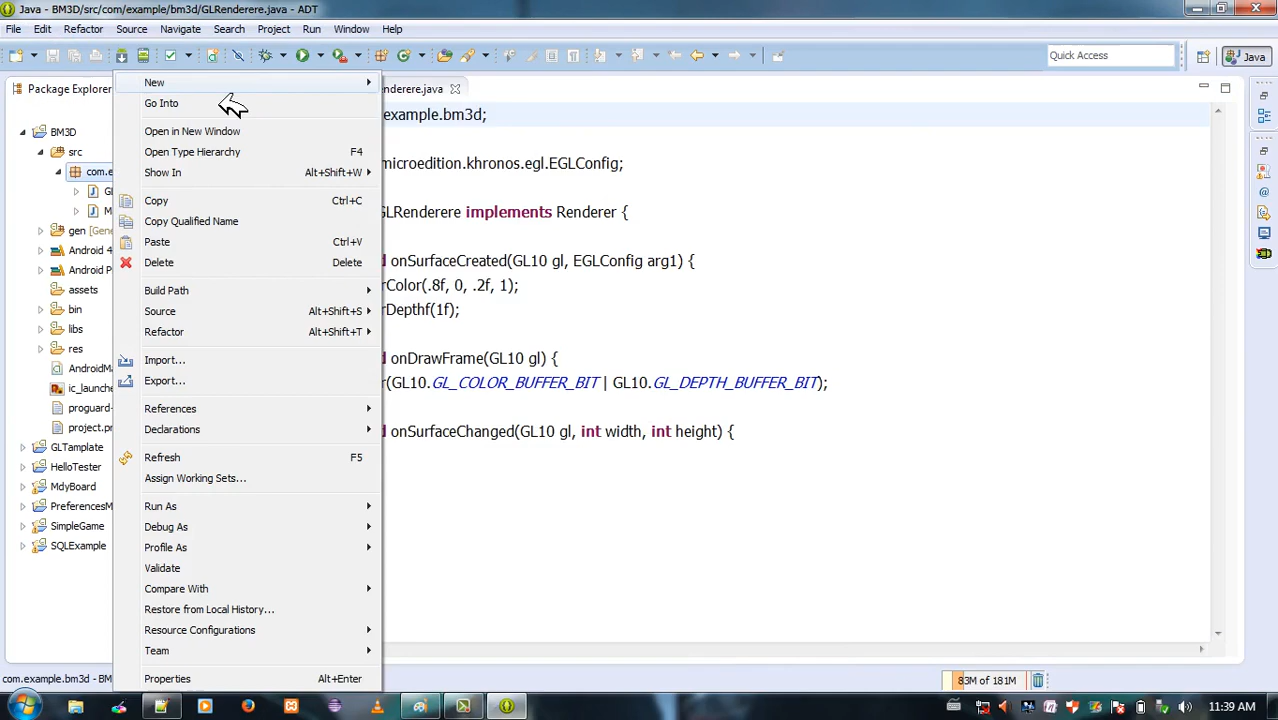 Java - BM3D/src/com/example/bm3d/GLRenderere.java - ADT
File Edit Refactor Source Navigate Search Project Run Window Help
Quick Access
Java
Package Explorer
enderere.java
BM3D
src
com.e
GL
M
gen [Gene
Android 4
Android P
assets
bin
libs
res
AndroidMa
ic_launche
proguard-
project.pr
GLTamplate
HelloTester
MdyBoard
PreferencesM
SimpleGame
SQLExample
New
Go Into
Open in New Window
Open Type Hierarchy F4
Show In Alt+Shift+W
Copy Ctrl+C
Copy Qualified Name
Paste Ctrl+V
Delete Delete
Build Path
Source Alt+Shift+S
Refactor Alt+Shift+T
Import...
Export...
References
Declarations
Refresh F5
Assign Working Sets...
Run As
Debug As
Profile As
Validate
Compare With
Restore from Local History...
Resource Configurations
Team
Properties Alt+Enter
example.bm3d;
microedition.khronos.egl.EGLConfig;
GLRenderere implements Renderer {
d onSurfaceCreated(GL10 gl, EGLConfig arg1) {
rColor(.8f, 0, .2f, 1);
rDepthf(1f);
d onDrawFrame(GL10 gl) {
r(GL10.GL_COLOR_BUFFER_BIT | GL10.GL_DEPTH_BUFFER_BIT);
d onSurfaceChanged(GL10 gl, int width, int height) {
com.example.bm3d - BM
83M of 181M
11:39 AM